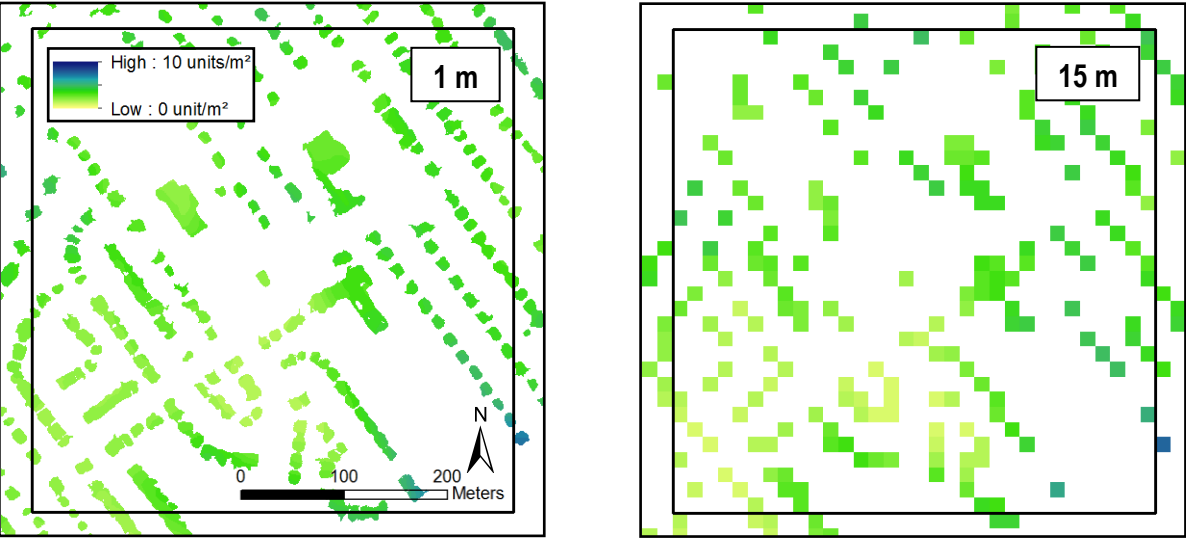 High : 10 units/m²
Low : 0 unit/m²
1 m
N
0 100 200
Meters
15 m